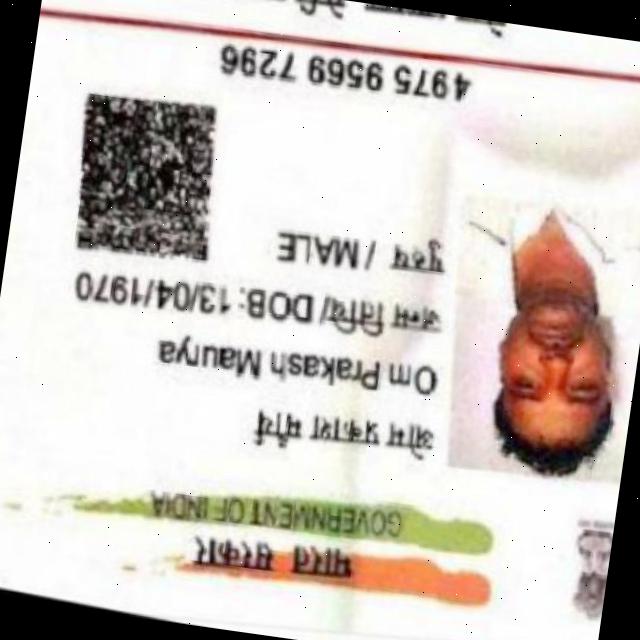 भारत सरकार
GOVERNMENT OF INDIA
ओम प्रकाश मौर्य
Om Prakash Maurya
जन्म तिथि/ DOB: 13/04/1970
पुरुष / MALE
4975 9569 7296